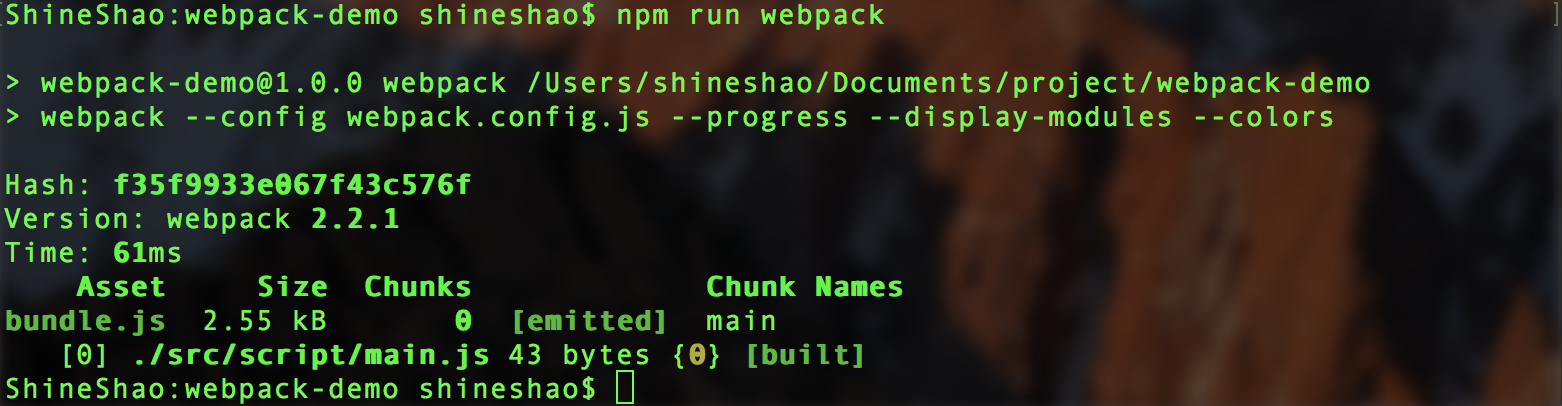 [ShineShao:webpack-demo shineshao$ npm run webpack ]
> webpack-demo@1.0.0 webpack /Users/shineshao/Documents/project/webpack-demo
> webpack --config webpack.config.js --progress --display-modules --colors
Hash: f35f9933e067f43c576f
Version: webpack 2.2.1
Time: 61ms
Asset Size Chunks Chunk Names
bundle.js 2.55 kB 0 [emitted] main
[0] ./src/script/main.js 43 bytes {0} [built]
ShineShao:webpack-demo shineshao$